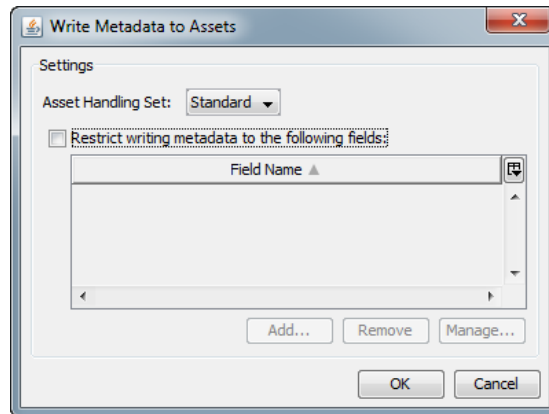 Write Metadata to Assets
Settings
Asset Handling Set: Standard
Restrict writing metadata to the following fields:
Field Name
Add... Remove Manage...
OK Cancel